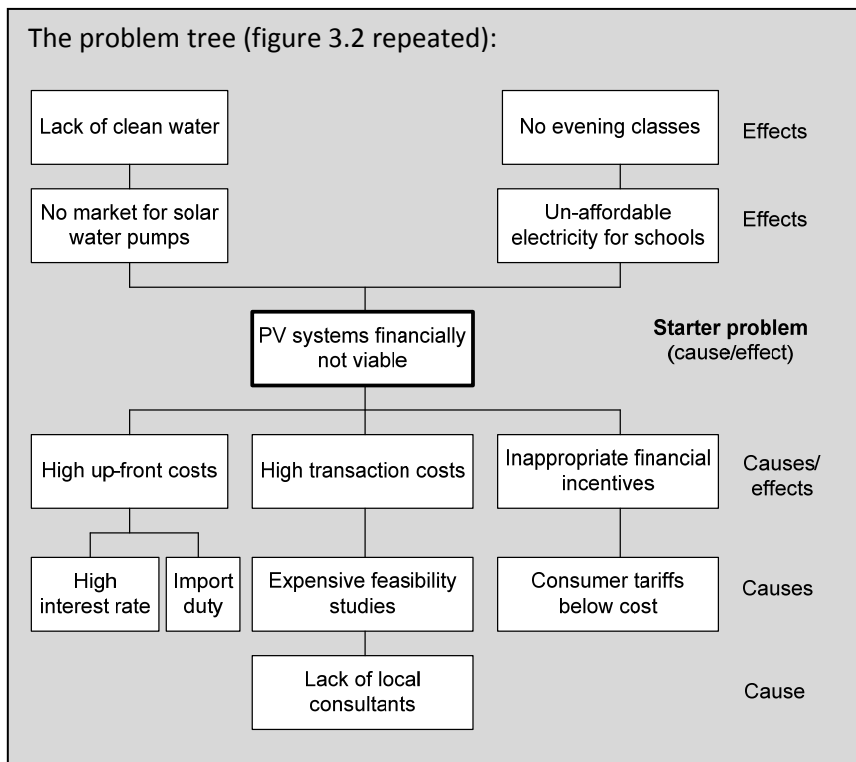 The problem tree (figure 3.2 repeated):
Lack of clean water
No evening classes
Effects
No market for solar
water pumps
Un-affordable
electricity for schools
Effects
PV systems financially
not viable
Starter problem
(cause/effect)
High up-front costs
High transaction costs
Inappropriate financial
incentives
Causes/
effects
High
interest rate
Import
duty
Expensive feasibility
studies
Consumer tariffs
below cost
Causes
Lack of local
consultants
Cause